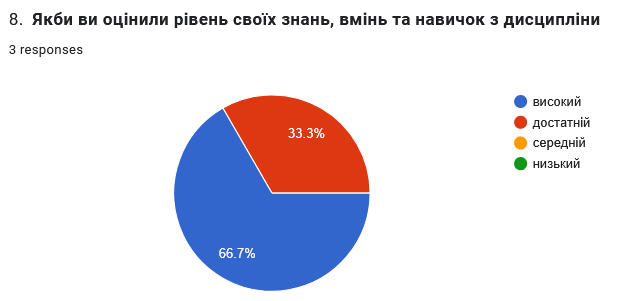 8. Якби ви оцінили рівень своїх знань, вмінь та навичок з дисципліни
3 responses
33.3%
66.7%
високий
достатній
середній
низький